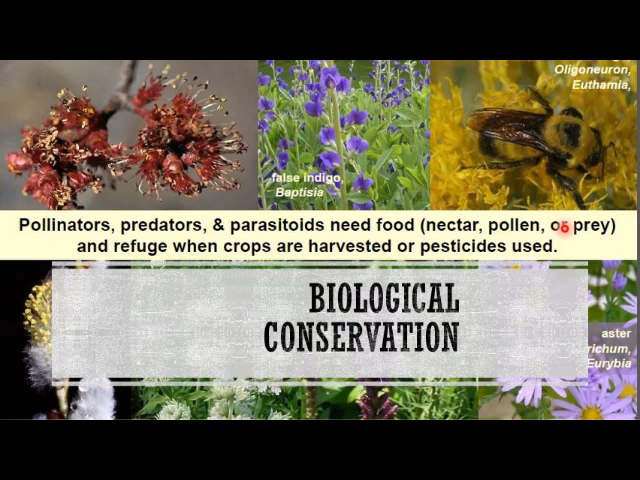 Oligoneuron,
Euthamia,
false indigo,
Baptisia
Pollinators, predators, & parasitoids need food (nectar, pollen, or prey)
and refuge when crops are harvested or pesticides used.
BIOLOGICAL
CONSERVATION
aster
richum,
Eurybia